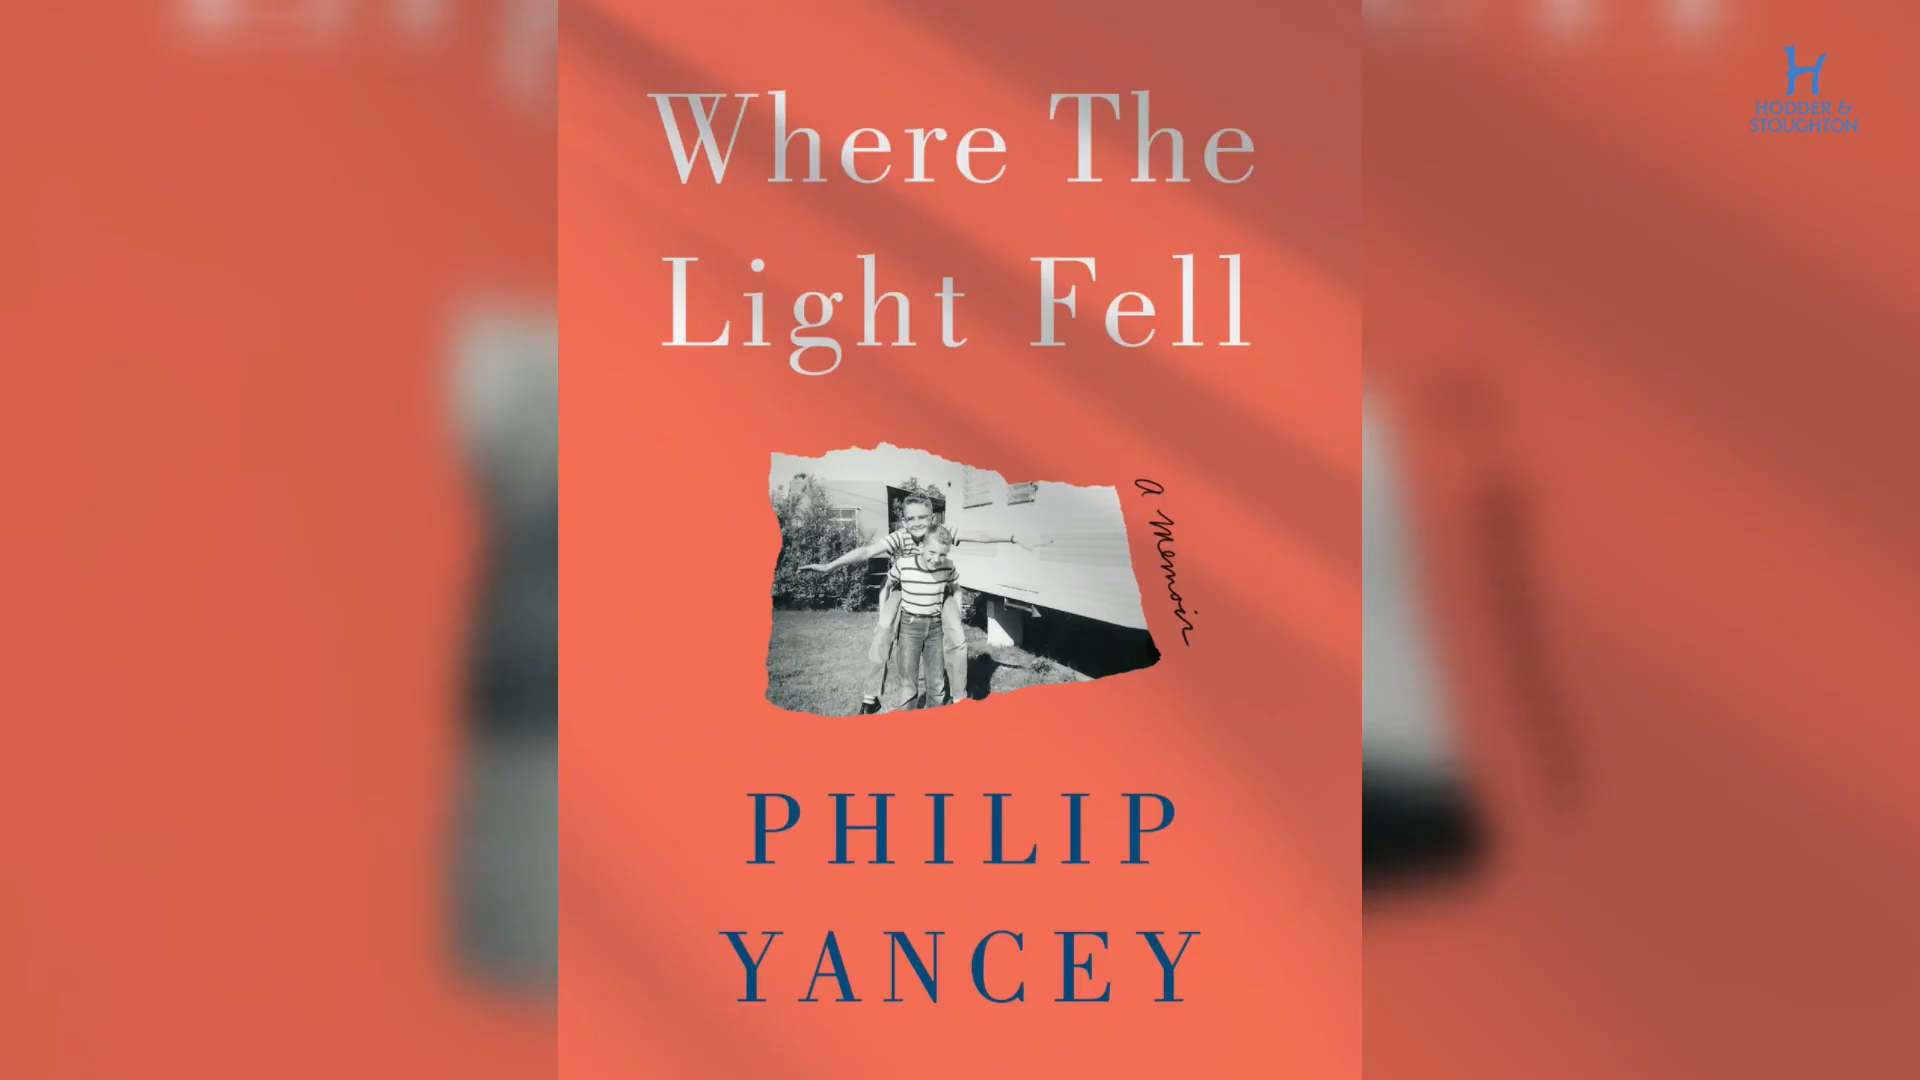 Where The
Light Fell
a memoir
PHILIP
YANCEY
HODDER &
STOUGHTON